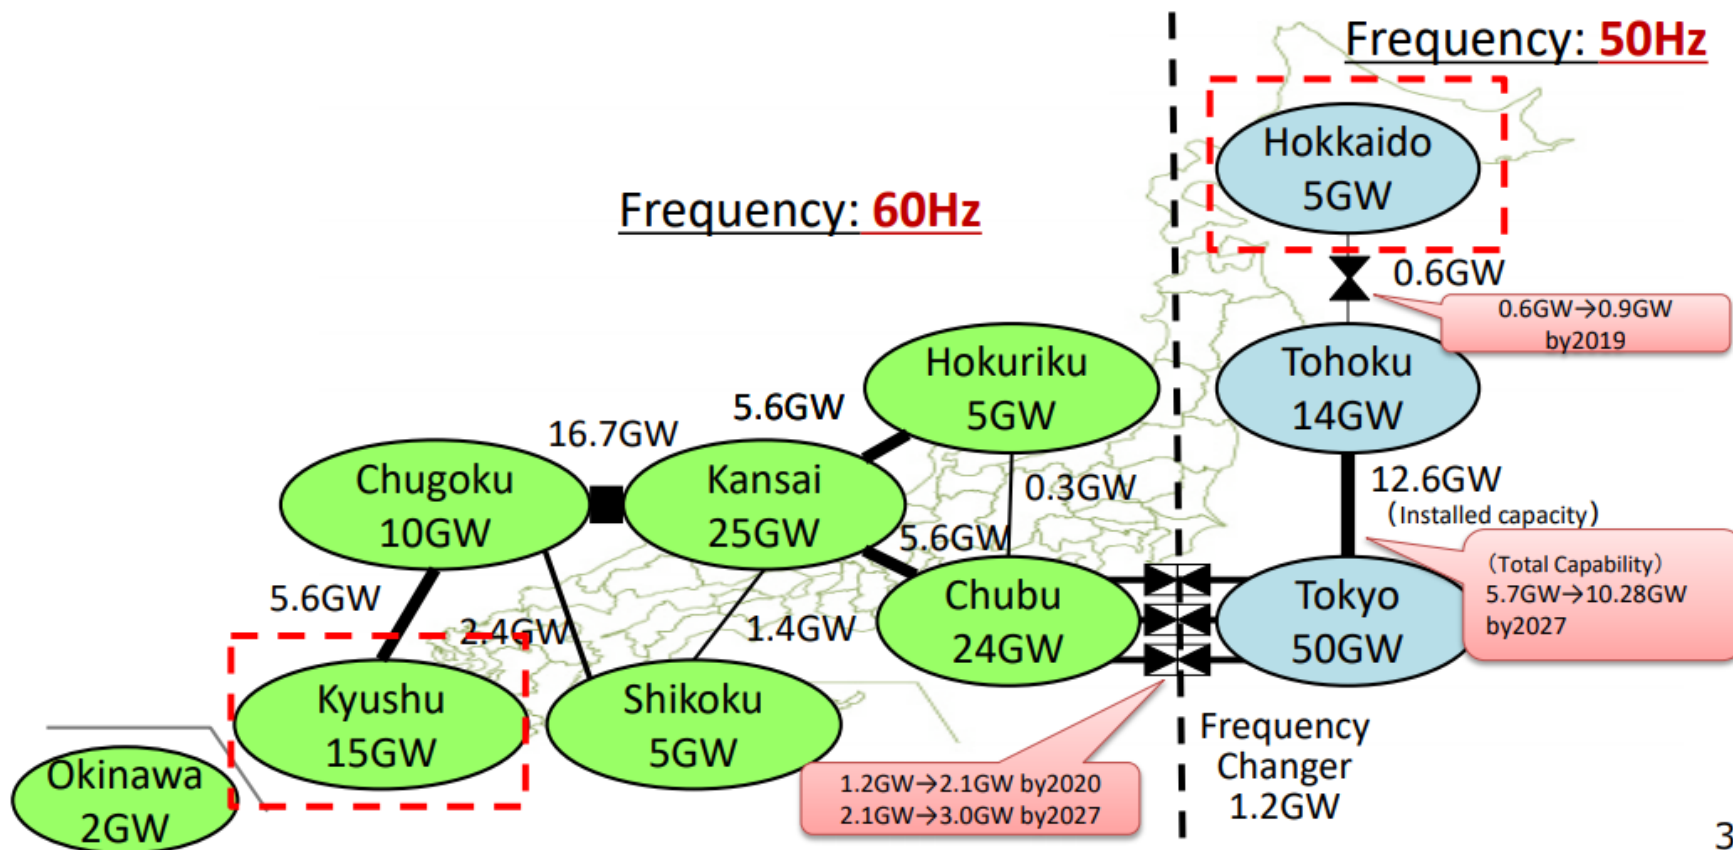 Frequency: 50Hz
Hokkaido
5GW
Frequency: 60Hz
0.6GW
0.6GW→0.9GW
by2019
Hokuriku
5GW
Tohoku
14GW
5.6GW
16.7GW
Chugoku
10GW
Kansai
25GW
0.3GW
12.6GW
（Installed capacity）
5.6GW
（Total Capability）
5.7GW→10.28GW
by2027
Chubu
24GW
Tokyo
50GW
5.6GW
2.4GW
1.4GW
Kyushu
15GW
Shikoku
5GW
Frequency
Changer
1.2GW
Okinawa
2GW
1.2GW→2.1GW by2020
2.1GW→3.0GW by2027
3